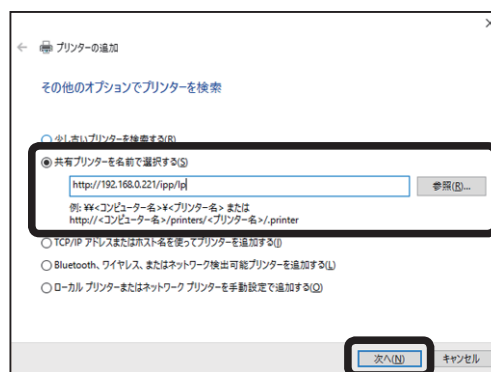 プリンターの追加
その他のオプションでプリンターを検索
少し古いプリンターを検索する(R)
共有プリンターを名前で選択する(S)
http://192.168.0.221/ipp/lp
参照(R)...
例: ¥¥<コンピューター名>¥<プリンター名> または
http://<コンピューター名>/printers/<プリンター名>/.printer
TCP/IP アドレスまたはホスト名を使ってプリンターを追加する(I)
Bluetooth、ワイヤレス、またはネットワーク検出可能プリンターを追加する(L)
ローカル プリンターまたはネットワーク プリンターを手動設定で追加する(O)
次へ(N)
キャンセル